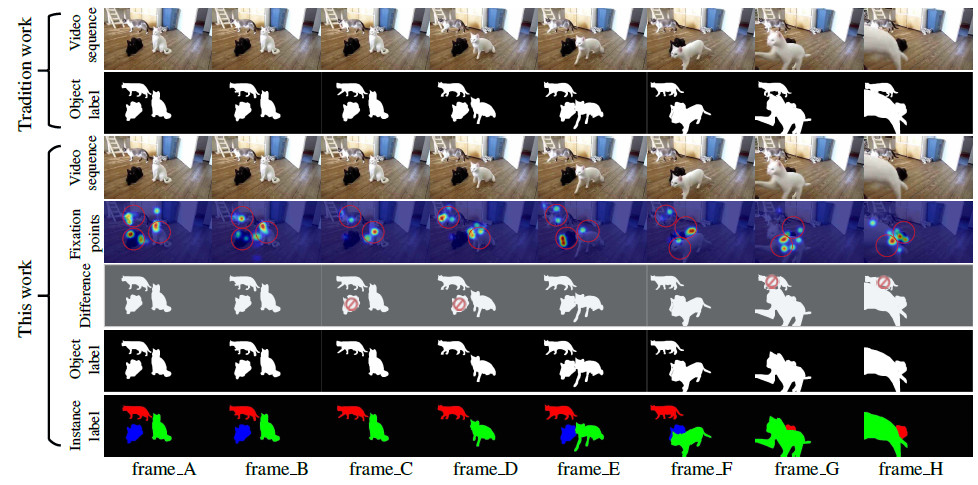 Tradition work
Video
sequence
Object
label
This work
Video
sequence
Fixation
points
Difference
Object
label
Instance
label
frame_A frame_B frame_C frame_D frame_E frame_F frame_G frame_H